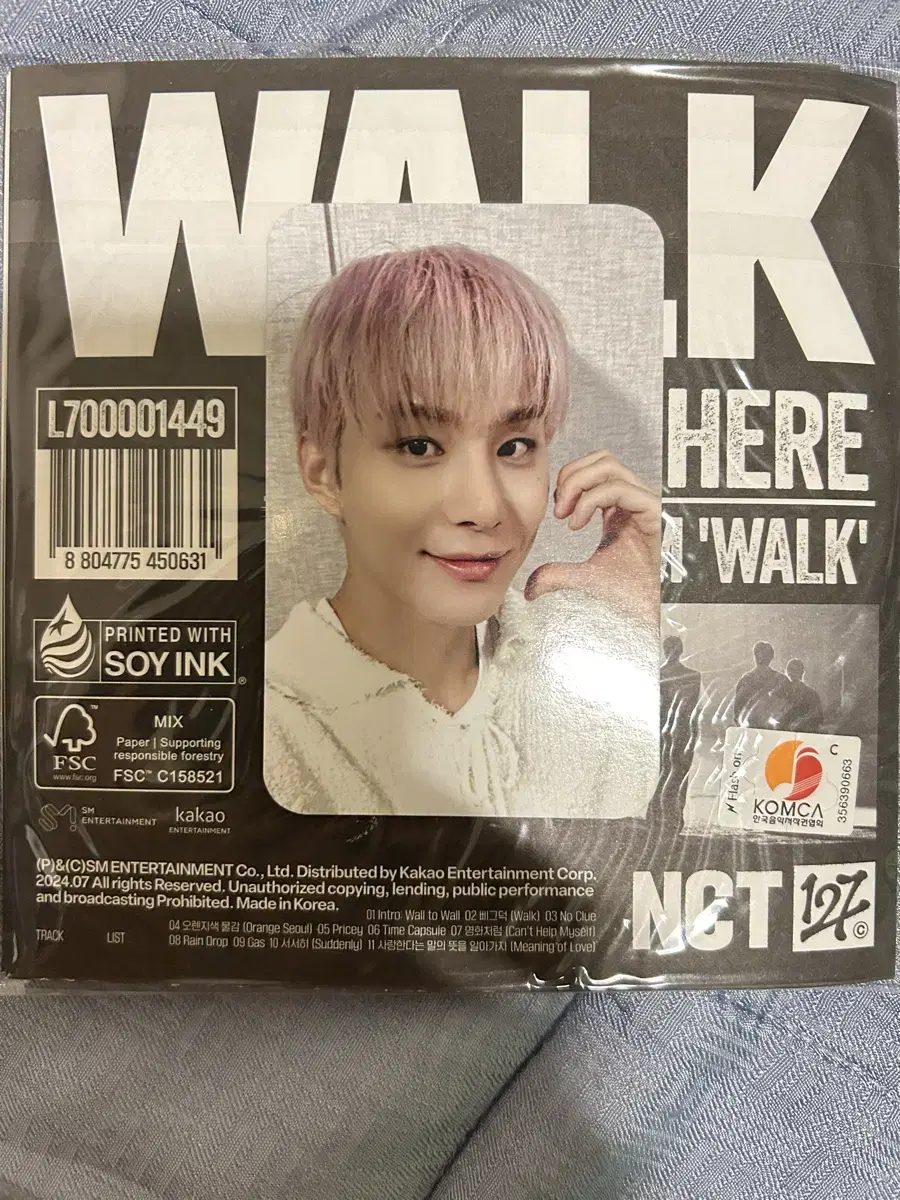 WALK
L700001449
HERE
'WALK'
8 804775 450631
PRINTED WITH
SOY INK
®
MIX
Paper | Supporting
responsible forestry
FSC™ C158521
TM
FSC
www.fsc.org
SM
ENTERTAINMENT
kakao
ENTERTAINMENT
C
KOMCA
한국음악저작권협회
356390663
(P)&(C)SM ENTERTAINMENT Co., Ltd. Distributed by Kakao Entertainment Corp.
2024.07 All rights Reserved. Unauthorized copying, lending, public performance
and broadcasting Prohibited. Made in Korea.
TRACK LIST
01 Intro: Wall to Wall 02 삐그덕 (Walk) 03 No Clue
04 오렌지색 물감 (Orange Seoul) 05 Pricey 06 Time Capsule 07 영화처럼 (Can't Help Myself)
08 Rain Drop 09 Gas 10 서서히 (Suddenly) 11 사랑한다는 말의 뜻을 알아가자 (Meaning of Love)
NCT 127 ©